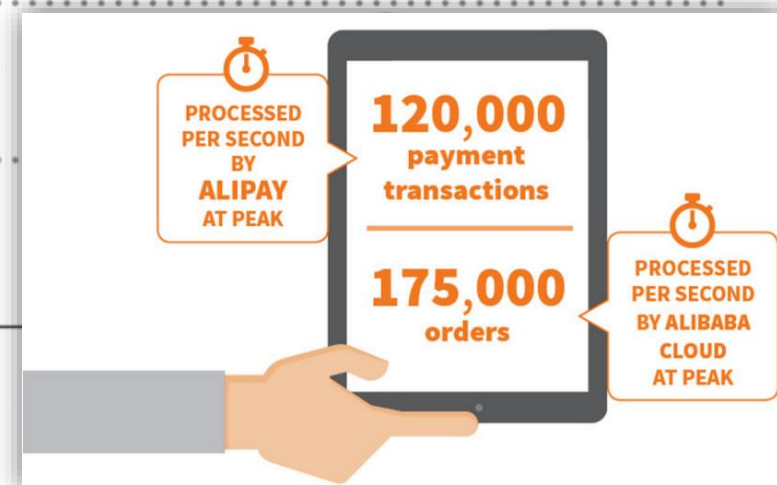 PROCESSED
PER SECOND
BY
ALIPAY
AT PEAK
120,000
payment
transactions
175,000
orders
PROCESSED
PER SECOND
BY ALIBABA
CLOUD
AT PEAK